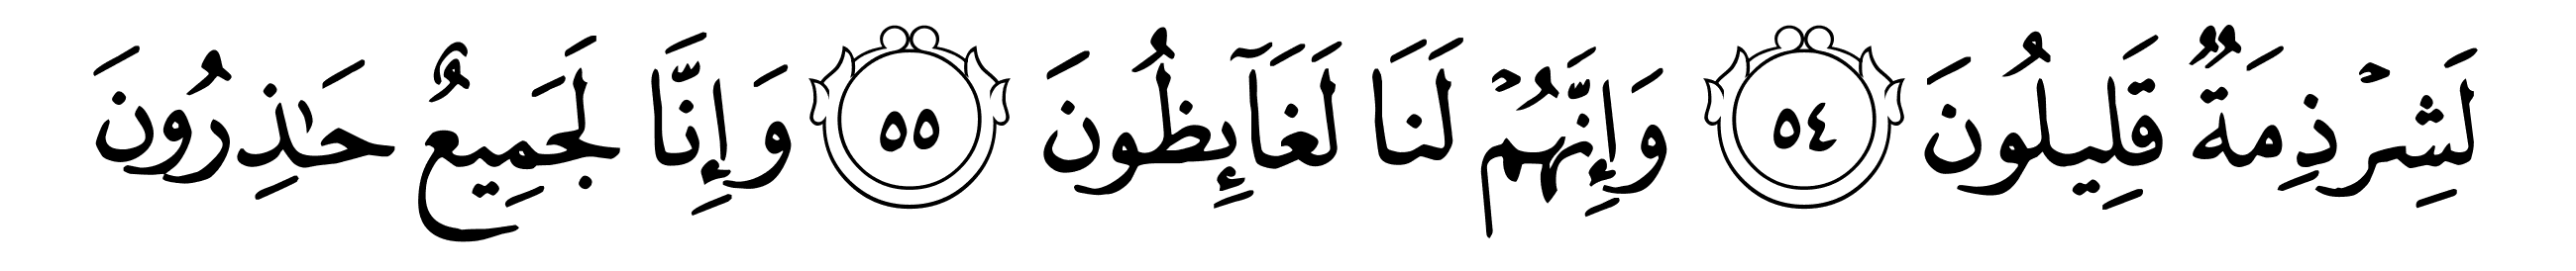 لَشِرْذِمَةٌ قَلِيلُونَ ٥٤ وَإِنَّهُمْ لَنَا لَغَآئِظُونَ ٥٥ وَإِنَّا لَجَمِيعٌ حَـٰذِرُونَ